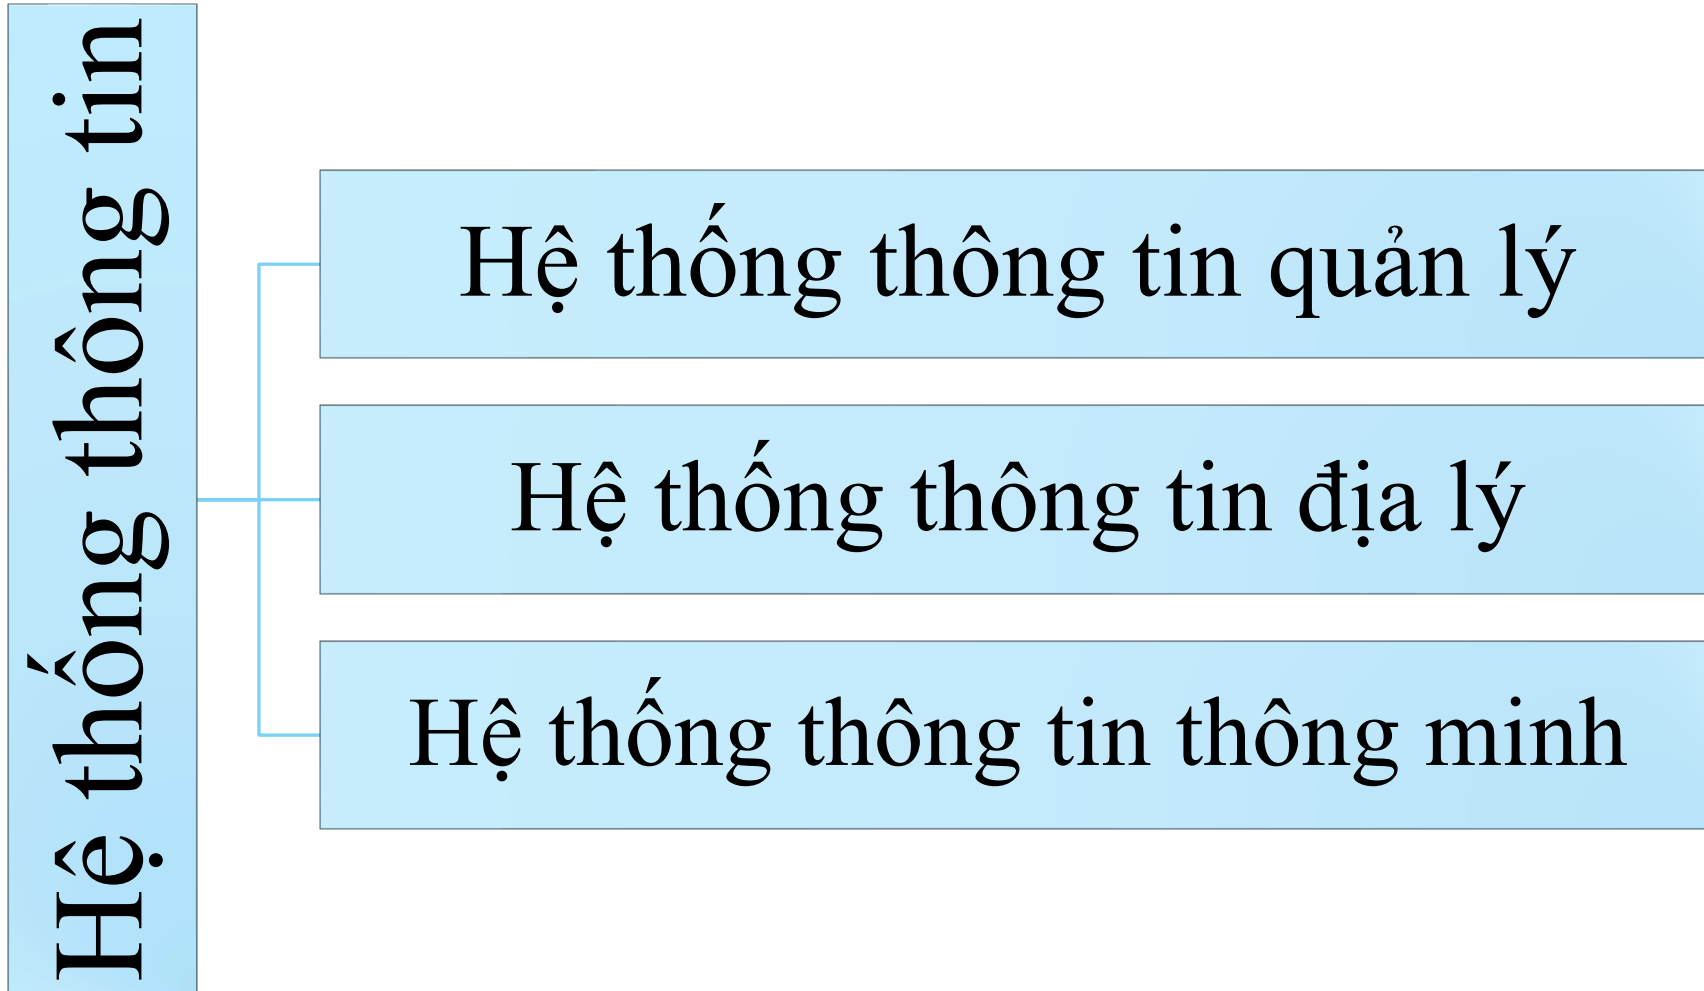 Hệ thống thông tin
Hệ thống thông tin quản lý
Hệ thống thông tin địa lý
Hệ thống thông tin thông minh